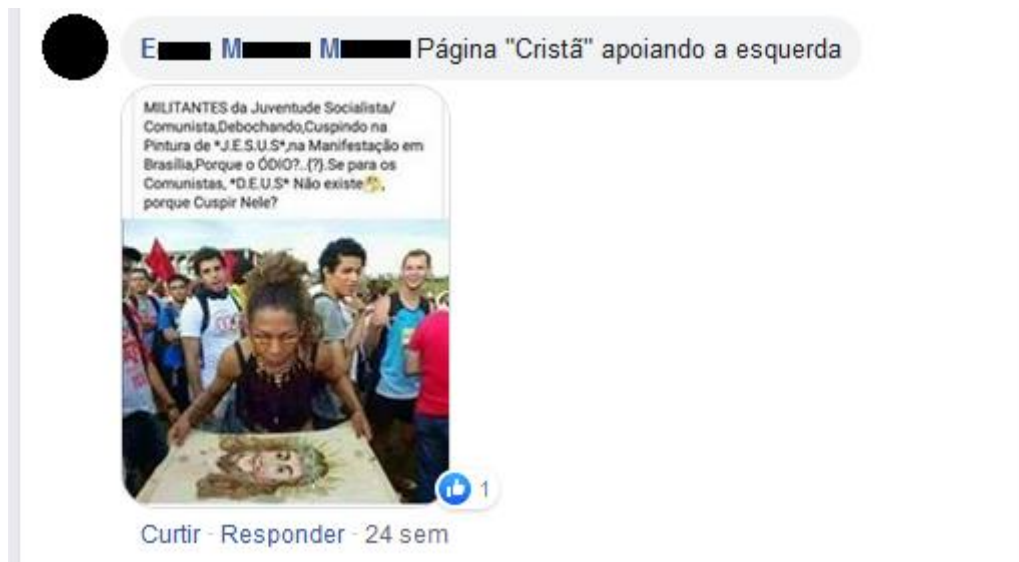 E M M Página "Cristã" apoiando a esquerda
MILITANTES da Juventude Socialista/
Comunista,Debochando,Cuspindo na
Pintura de *J.E.S.U.S*,na Manifestação em
Brasília,Porque o ÓDIO?..{?}.Se para os
Comunistas, *D.E.U.S* Não existe🤔,
porque Cuspir Nele?
1
Curtir · Responder · 24 sem